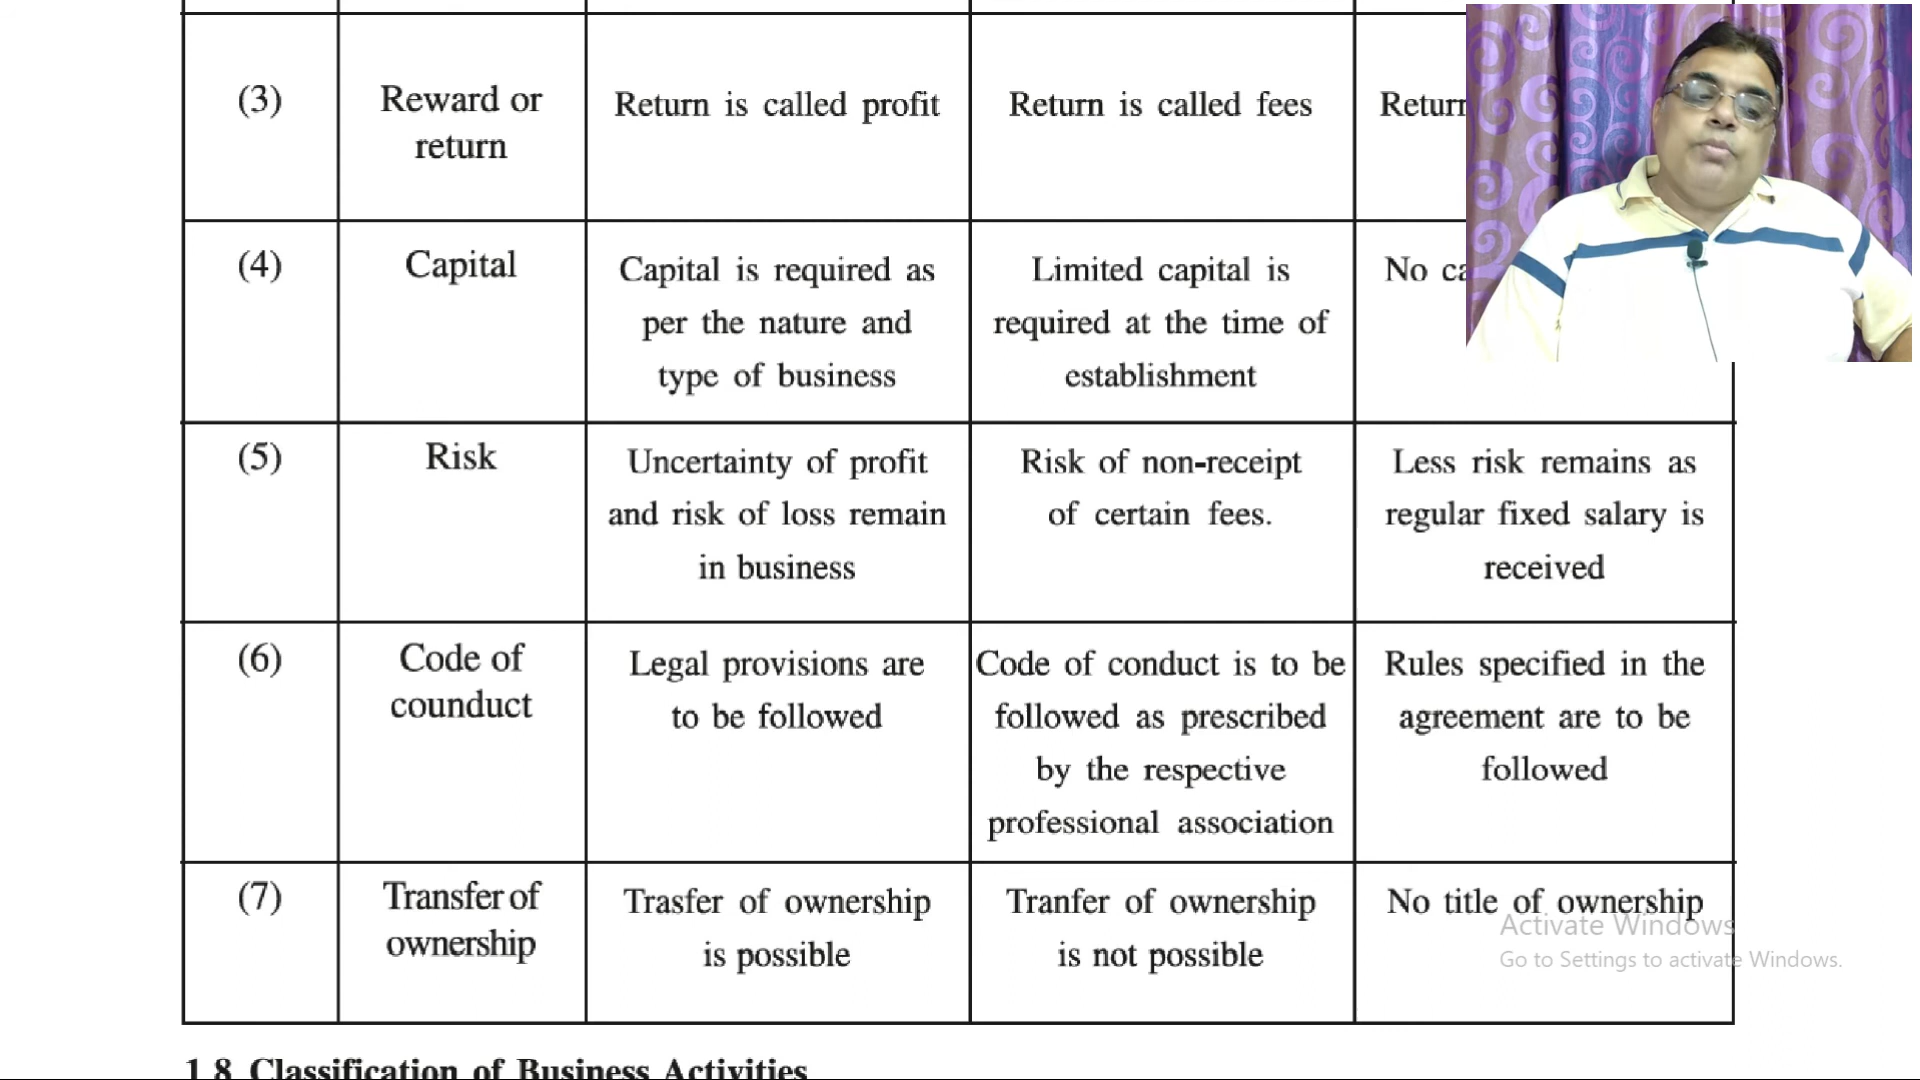 (3)
Reward or
return
Return is called profit
Return is called fees
Return
(4)
Capital
Capital is required as
per the nature and
type of business
Limited capital is
required at the time of
establishment
No
(5)
Risk
Uncertainty of profit
and risk of loss remain
in business
Risk of non-receipt
of certain fees.
Less risk remains as
regular fixed salary is
received
(6)
Code of
counduct
Legal provisions are
to be followed
Code of conduct is to be
followed as prescribed
by the respective
professional association
Rules specified in the
agreement are to be
followed
(7)
Transfer of
ownership
Trasfer of ownership
is possible
Tranfer of ownership
is not possible
No title of ownership
Activate Windows
Go to Settings to activate Windows.
1.8 Classification of Business Activities